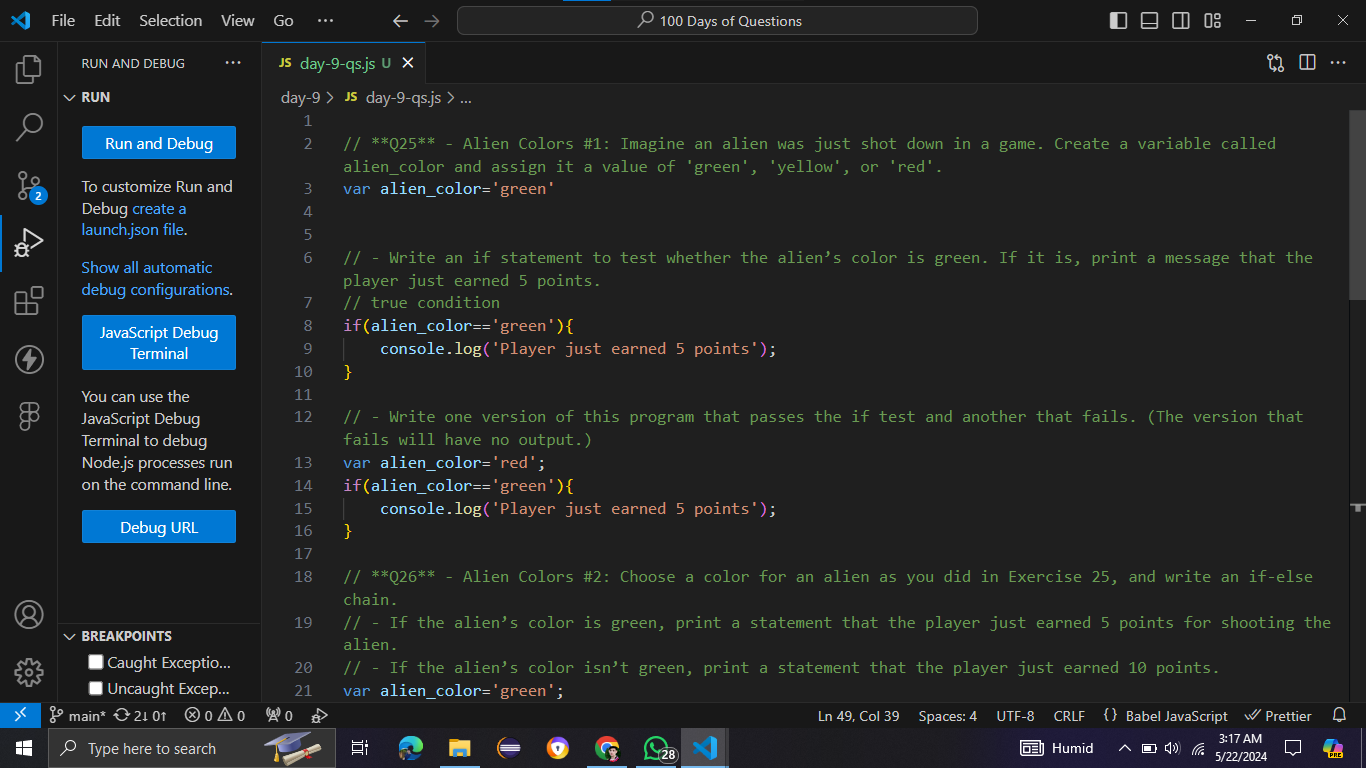 File Edit Selection View Go ... 100 Days of Questions
RUN AND DEBUG ...
JS day-9-qs.js U
day-9 > JS day-9-qs.js > ...
RUN
Run and Debug
To customize Run and
Debug create a
launch.json file.
Show all automatic
debug configurations.
JavaScript Debug
Terminal
You can use the
JavaScript Debug
Terminal to debug
Node.js processes run
on the command line.
Debug URL
BREAKPOINTS
Caught Exceptio...
Uncaught Excep...
2
1
2 // **Q25** - Alien Colors #1: Imagine an alien was just shot down in a game. Create a variable called
alien_color and assign it a value of 'green', 'yellow', or 'red'.
3 var alien_color='green'
4
5
6 // - Write an if statement to test whether the alien’s color is green. If it is, print a message that the
player just earned 5 points.
7 // true condition
8 if(alien_color=='green'){
9 console.log('Player just earned 5 points');
10 }
11
12 // - Write one version of this program that passes the if test and another that fails. (The version that
fails will have no output.)
13 var alien_color='red';
14 if(alien_color=='green'){
15 console.log('Player just earned 5 points');
16 }
17
18 // **Q26** - Alien Colors #2: Choose a color for an alien as you did in Exercise 25, and write an if-else
chain.
19 // - If the alien’s color is green, print a statement that the player just earned 5 points for shooting the
alien.
20 // - If the alien’s color isn’t green, print a statement that the player just earned 10 points.
21 var alien_color='green';
main* 2↓ 0↑ 0 0 0 Ln 49, Col 39 Spaces: 4 UTF-8 CRLF {} Babel JavaScript Prettier
Type here to search 28 Humid 3:17 AM
5/22/2024 PRE